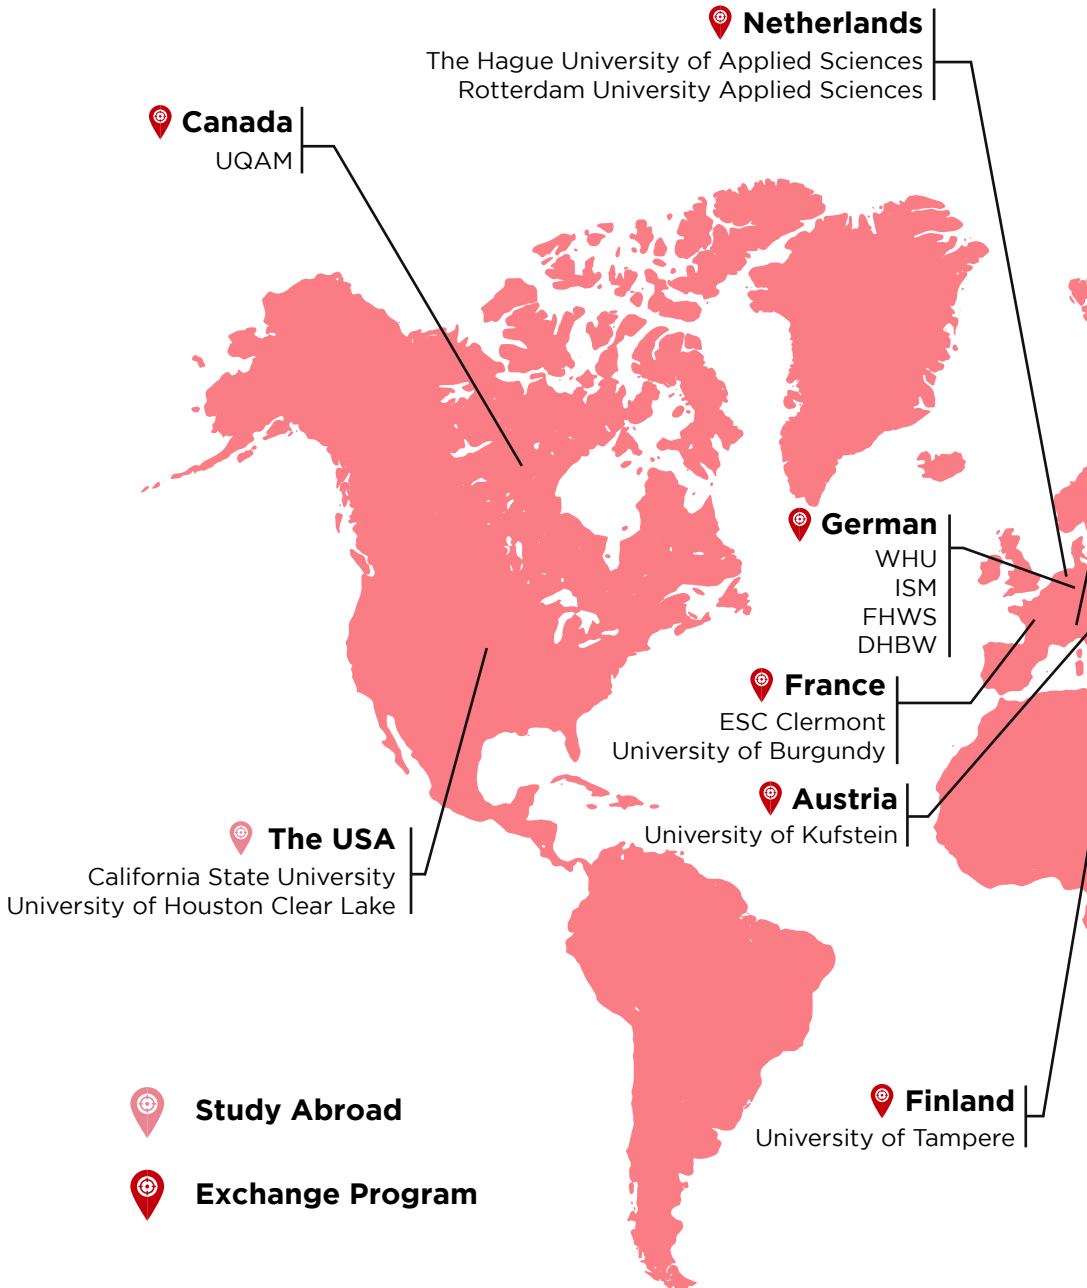 Netherlands
The Hague University of Applied Sciences
Rotterdam University Applied Sciences
Canada
UQAM
German
WHU
ISM
FHWS
DHBW
France
ESC Clermont
University of Burgundy
Austria
University of Kufstein
The USA
California State University
University of Houston Clear Lake
Finland
University of Tampere
Study Abroad
Exchange Program